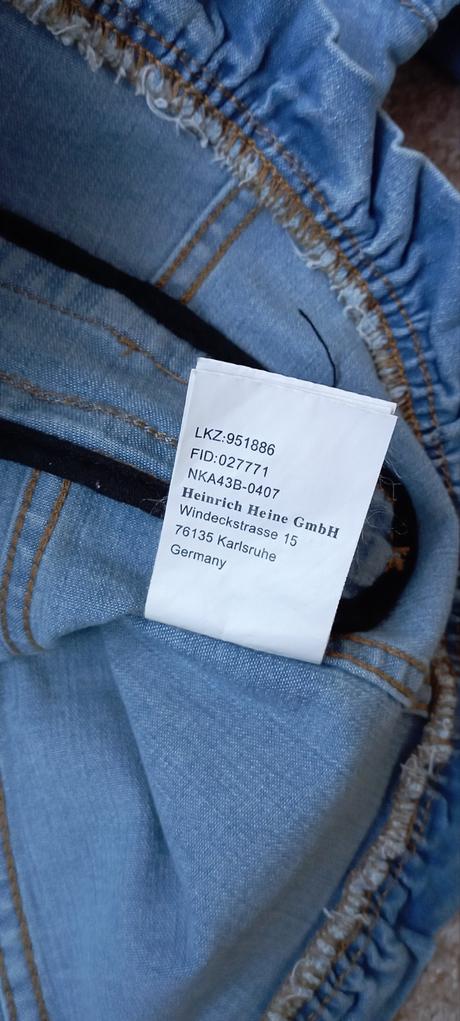 LKZ:951886
FID:027771
NKA43B-0407
Heinrich Heine GmbH
Windeckstrasse 15
76135 Karlsruhe
Germany